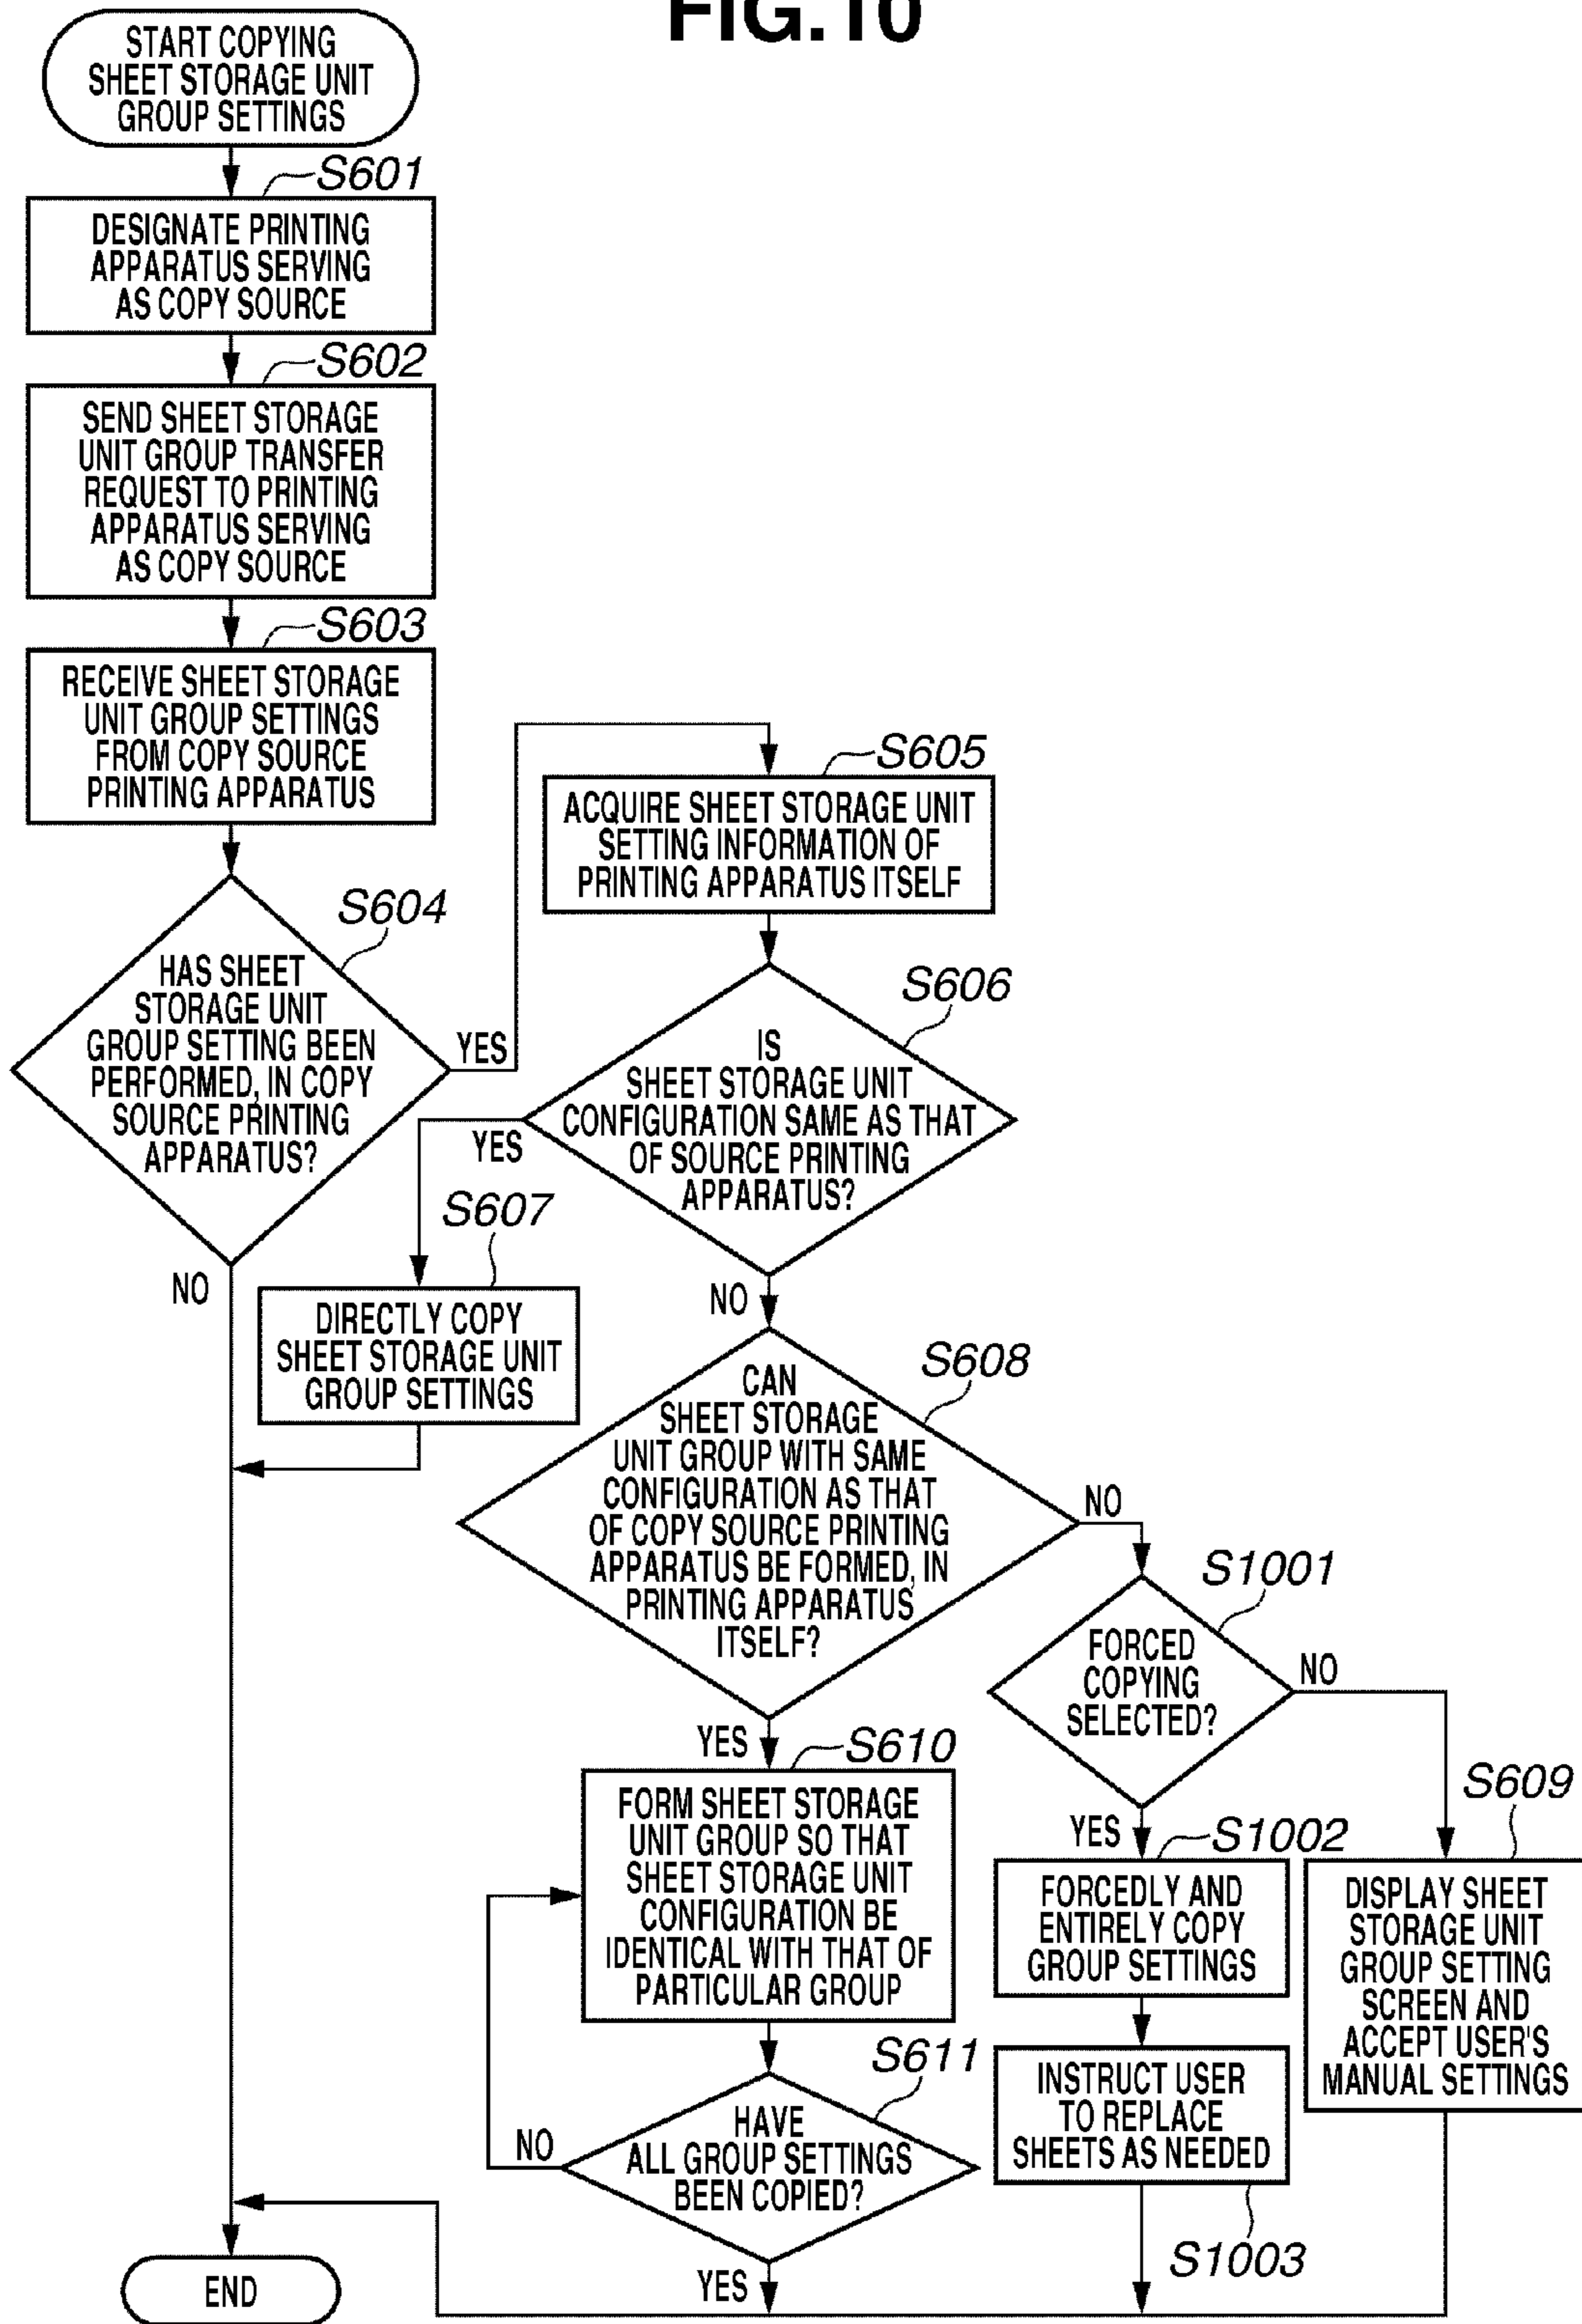 FIG.10
START COPYING
SHEET STORAGE UNIT
GROUP SETTINGS
S601
DESIGNATE PRINTING
APPARATUS SERVING
AS COPY SOURCE
S602
SEND SHEET STORAGE
UNIT GROUP TRANSFER
REQUEST TO PRINTING
APPARATUS SERVING
AS COPY SOURCE
S603
RECEIVE SHEET STORAGE
UNIT GROUP SETTINGS
FROM COPY SOURCE
PRINTING APPARATUS
S604
HAS SHEET
STORAGE UNIT
GROUP SETTING BEEN
PERFORMED, IN COPY
SOURCE PRINTING
APPARATUS?
YES
NO
S605
ACQUIRE SHEET STORAGE UNIT
SETTING INFORMATION OF
PRINTING APPARATUS ITSELF
S606
IS
SHEET STORAGE UNIT
CONFIGURATION SAME AS THAT
OF SOURCE PRINTING
APPARATUS?
YES
NO
S607
DIRECTLY COPY
SHEET STORAGE UNIT
GROUP SETTINGS
S608
CAN
SHEET STORAGE
UNIT GROUP WITH SAME
CONFIGURATION AS THAT
OF COPY SOURCE PRINTING
APPARATUS BE FORMED, IN
PRINTING APPARATUS
ITSELF?
NO
YES
S1001
FORCED
COPYING
SELECTED?
NO
YES
S610
FORM SHEET STORAGE
UNIT GROUP SO THAT
SHEET STORAGE UNIT
CONFIGURATION BE
IDENTICAL WITH THAT OF
PARTICULAR GROUP
S1002
FORCEDLY AND
ENTIRELY COPY
GROUP SETTINGS
S609
DISPLAY SHEET
STORAGE UNIT
GROUP SETTING
SCREEN AND
ACCEPT USER'S
MANUAL SETTINGS
S611
HAVE
ALL GROUP SETTINGS
BEEN COPIED?
NO
YES
INSTRUCT USER
TO REPLACE
SHEETS AS NEEDED
S1003
END